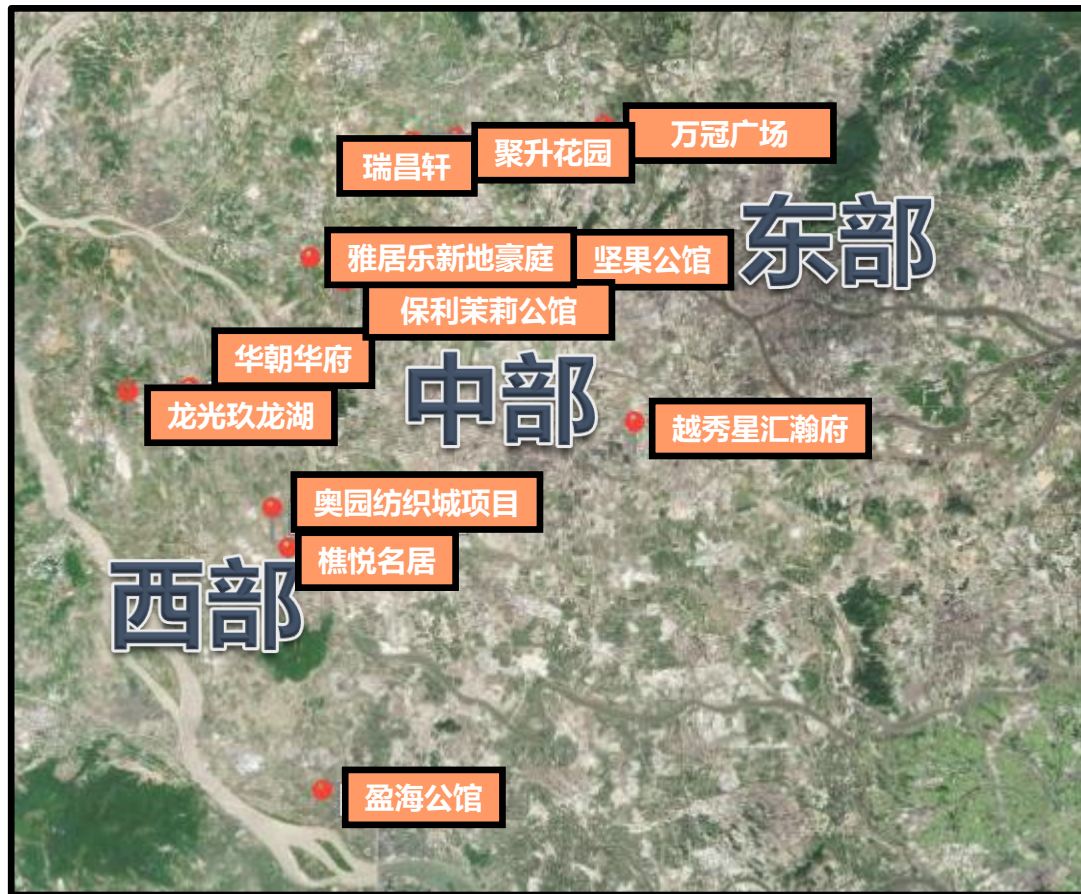 万冠广场
聚升花园
瑞昌轩
东部
雅居乐新地豪庭
坚果公馆
保利茉莉公馆
华朝华府
中部
龙光玖龙湖
越秀星汇瀚府
奥园纺织城项目
樵悦名居
西部
盈海公馆